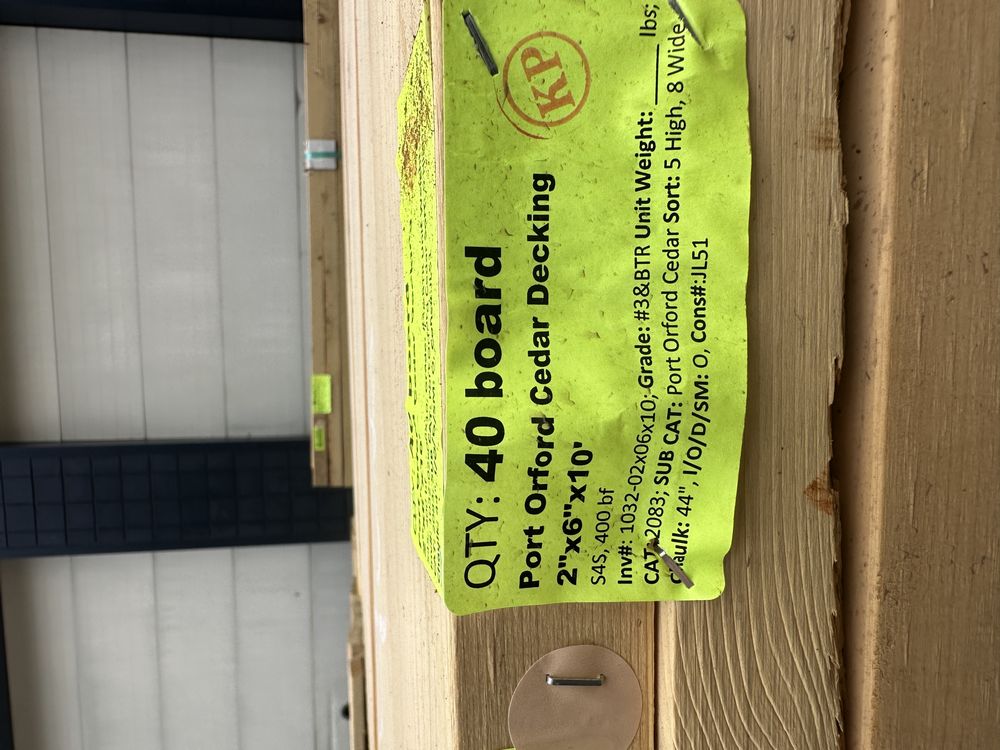 KP
QTY: 40 board
Port Orford Cedar Decking
2"x6"x10'
S4S, 400 bf
Inv#: 1032-02x06x10; Grade: #3&BTR Unit Weight: _____ lbs;
CAT: 2083; SUB CAT: Port Orford Cedar Sort: 5 High, 8 Wide,
chaulk: 44", I/O/D/SM: O, Cons#:JL51